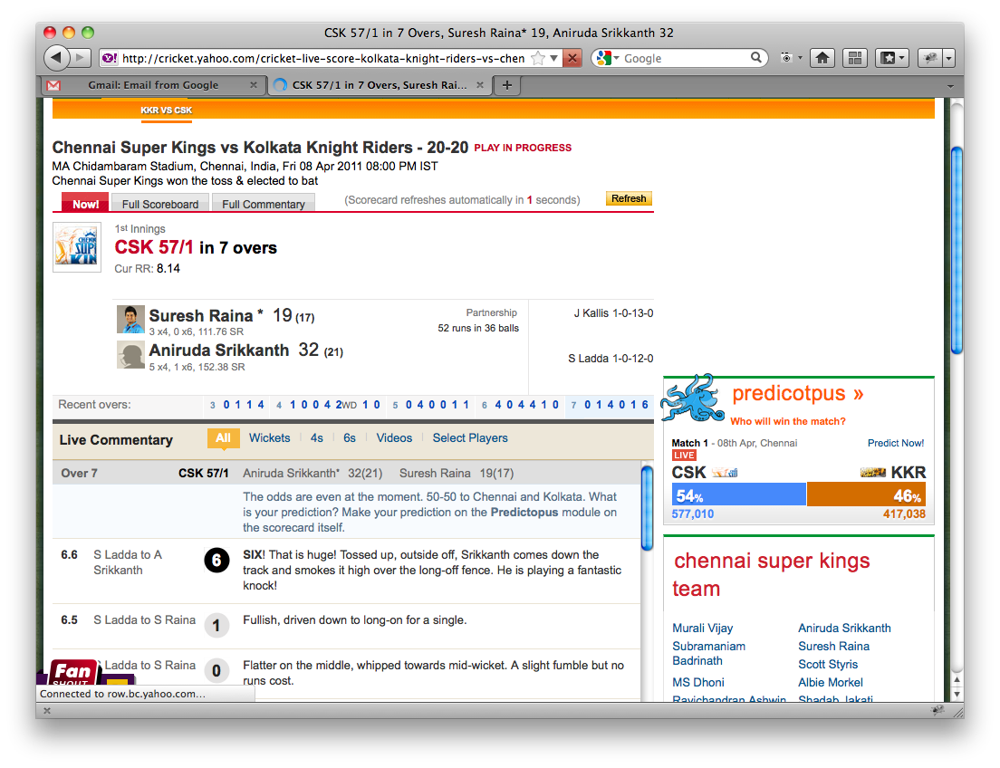 CSK 57/1 in 7 Overs, Suresh Raina* 19, Aniruda Srikkanth 32
http://cricket.yahoo.com/cricket-live-score-kolkata-knight-riders-vs-chen
Google
Gmail: Email from Google
CSK 57/1 in 7 Overs, Suresh Rai...
KKR VS CSK
Chennai Super Kings vs Kolkata Knight Riders - 20-20 PLAY IN PROGRESS
MA Chidambaram Stadium, Chennai, India, Fri 08 Apr 2011 08:00 PM IST
Chennai Super Kings won the toss & elected to bat
Now! Full Scoreboard Full Commentary (Scorecard refreshes automatically in 1 seconds) Refresh
1st Innings
CSK 57/1 in 7 overs
Cur RR: 8.14
Suresh Raina * 19 (17)
3 x4, 0 x6, 111.76 SR
Aniruda Srikkanth 32 (21)
5 x4, 1 x6, 152.38 SR
Partnership
52 runs in 36 balls
J Kallis 1-0-13-0
S Ladda 1-0-12-0
Recent overs: 3 0 1 1 4 4 1 0 0 4 2WD 1 0 5 0 4 0 0 1 1 6 4 0 4 4 1 0 7 0 1 4 0 1 6
Live Commentary All Wickets 4s 6s Videos Select Players
Over 7 CSK 57/1 Aniruda Srikkanth* 32(21) Suresh Raina 19(17)
The odds are even at the moment. 50-50 to Chennai and Kolkata. What
is your prediction? Make your prediction on the Predictopus module on
the scorecard itself.
6.6 S Ladda to A Srikkanth 6 SIX! That is huge! Tossed up, outside off, Srikkanth comes down the
track and smokes it high over the long-off fence. He is playing a fantastic
knock!
6.5 S Ladda to S Raina 1 Fullish, driven down to long-on for a single.
Ladda to S Raina 0 Flatter on the middle, whipped towards mid-wicket. A slight fumble but no
runs cost.
Fan
SHOUT
Connected to row.bc.yahoo.com...
predicotpus »
Who will win the match?
Match 1 - 08th Apr, Chennai Predict Now!
LIVE
CSK KKR
54% 46%
577,010 417,038
chennai super kings
team
Murali Vijay
Subramaniam
Badrinath
MS Dhoni
Ravichandran Ashwin
Aniruda Srikkanth
Suresh Raina
Scott Styris
Albie Morkel
Shadab Jakati